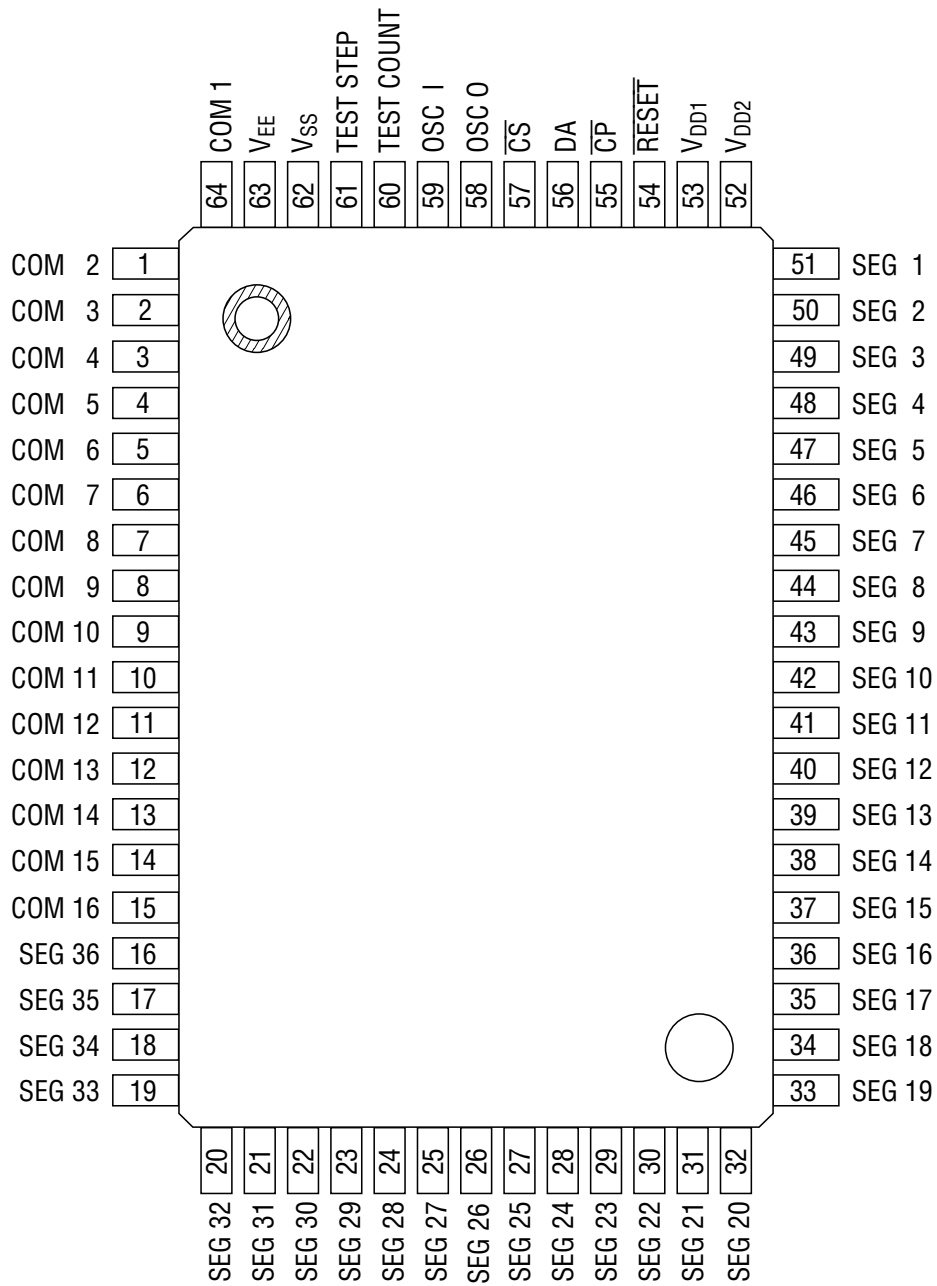 COM 1
V_EE
V_SS
TEST STEP
TEST COUNT
OSC I
OSC O
C̅S̅
DA
C̅P̅
R̅E̅S̅E̅T̅
V_DD1
V_DD2
64
63
62
61
60
59
58
57
56
55
54
53
52
COM 2 1
COM 3 2
COM 4 3
COM 5 4
COM 6 5
COM 7 6
COM 8 7
COM 9 8
COM 10 9
COM 11 10
COM 12 11
COM 13 12
COM 14 13
COM 15 14
COM 16 15
SEG 36 16
SEG 35 17
SEG 34 18
SEG 33 19
51 SEG 1
50 SEG 2
49 SEG 3
48 SEG 4
47 SEG 5
46 SEG 6
45 SEG 7
44 SEG 8
43 SEG 9
42 SEG 10
41 SEG 11
40 SEG 12
39 SEG 13
38 SEG 14
37 SEG 15
36 SEG 16
35 SEG 17
34 SEG 18
33 SEG 19
20
21
22
23
24
25
26
27
28
29
30
31
32
SEG 32
SEG 31
SEG 30
SEG 29
SEG 28
SEG 27
SEG 26
SEG 25
SEG 24
SEG 23
SEG 22
SEG 21
SEG 20